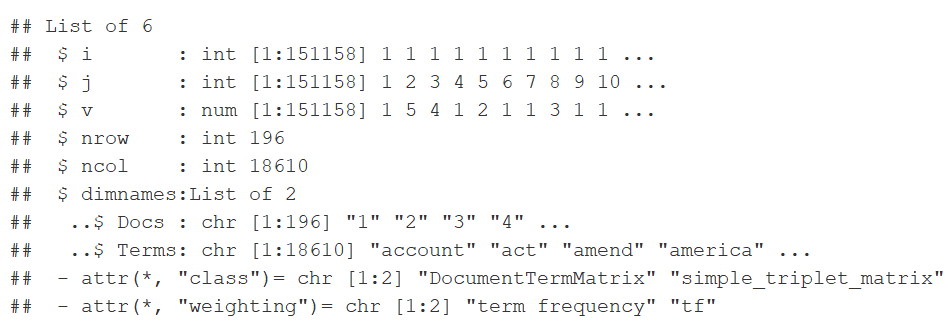 ## List of 6
##  $ i       : int [1:151158] 1 1 1 1 1 1 1 1 1 1 ...
##  $ j       : int [1:151158] 1 2 3 4 5 6 7 8 9 10 ...
##  $ v       : num [1:151158] 1 5 4 1 2 1 1 3 1 1 ...
##  $ nrow    : int 196
##  $ ncol    : int 18610
##  $ dimnames:List of 2
##   ..$ Docs : chr [1:196] "1" "2" "3" "4" ...
##   ..$ Terms: chr [1:18610] "account" "act" "amend" "america" ...
##  - attr(*, "class")= chr [1:2] "DocumentTermMatrix" "simple_triplet_matrix"
##  - attr(*, "weighting")= chr [1:2] "term frequency" "tf"